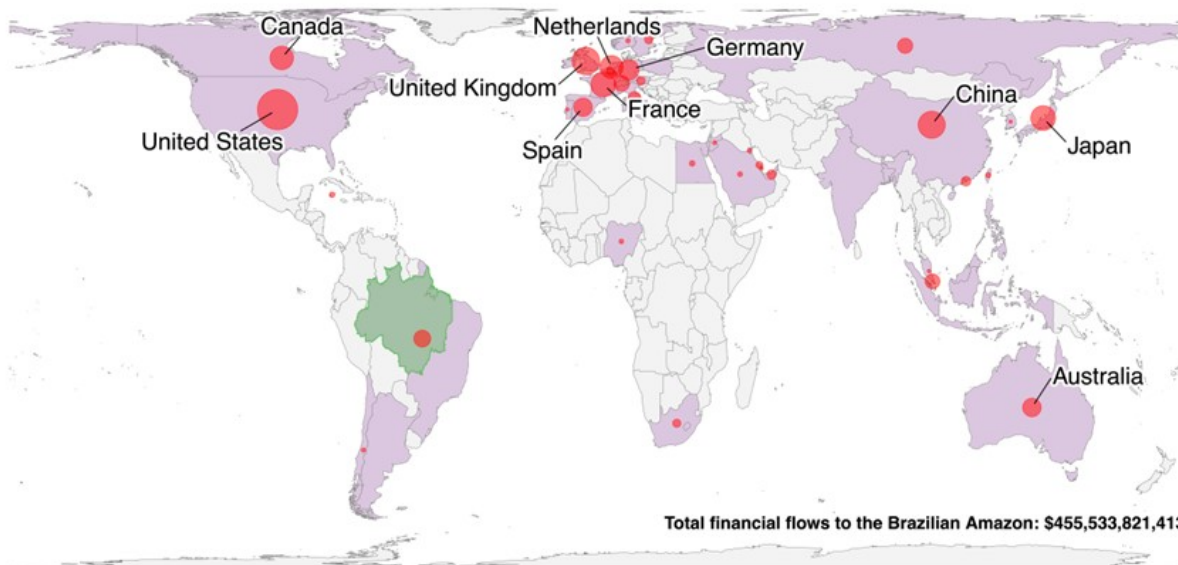 Canada
Netherlands
Germany
United Kingdom
France
China
United States
Spain
Japan
Australia
Total financial flows to the Brazilian Amazon: $455,533,821,413